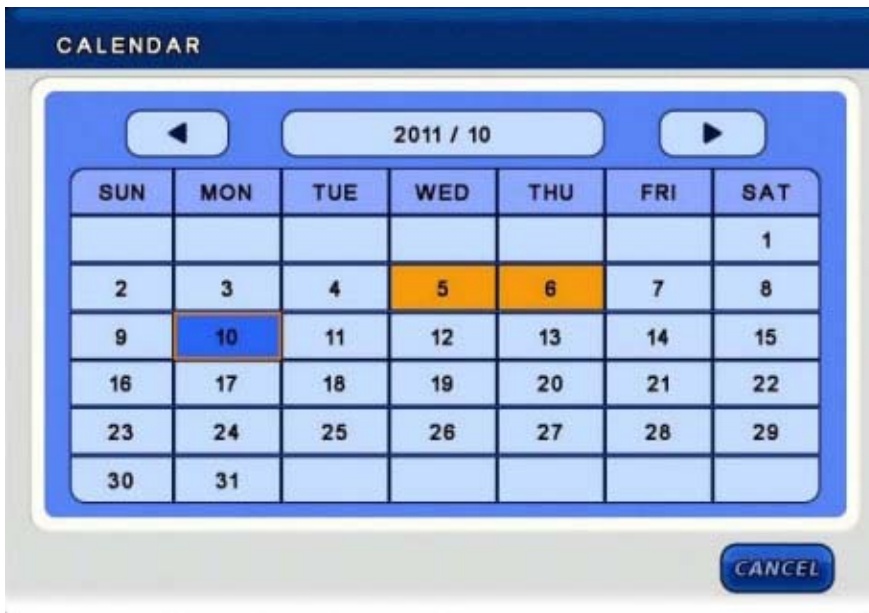 CALENDAR
2011 / 10
SUN MON TUE WED THU FRI SAT
1
2 3 4 5 6 7 8
9 10 11 12 13 14 15
16 17 18 19 20 21 22
23 24 25 26 27 28 29
30 31
CANCEL